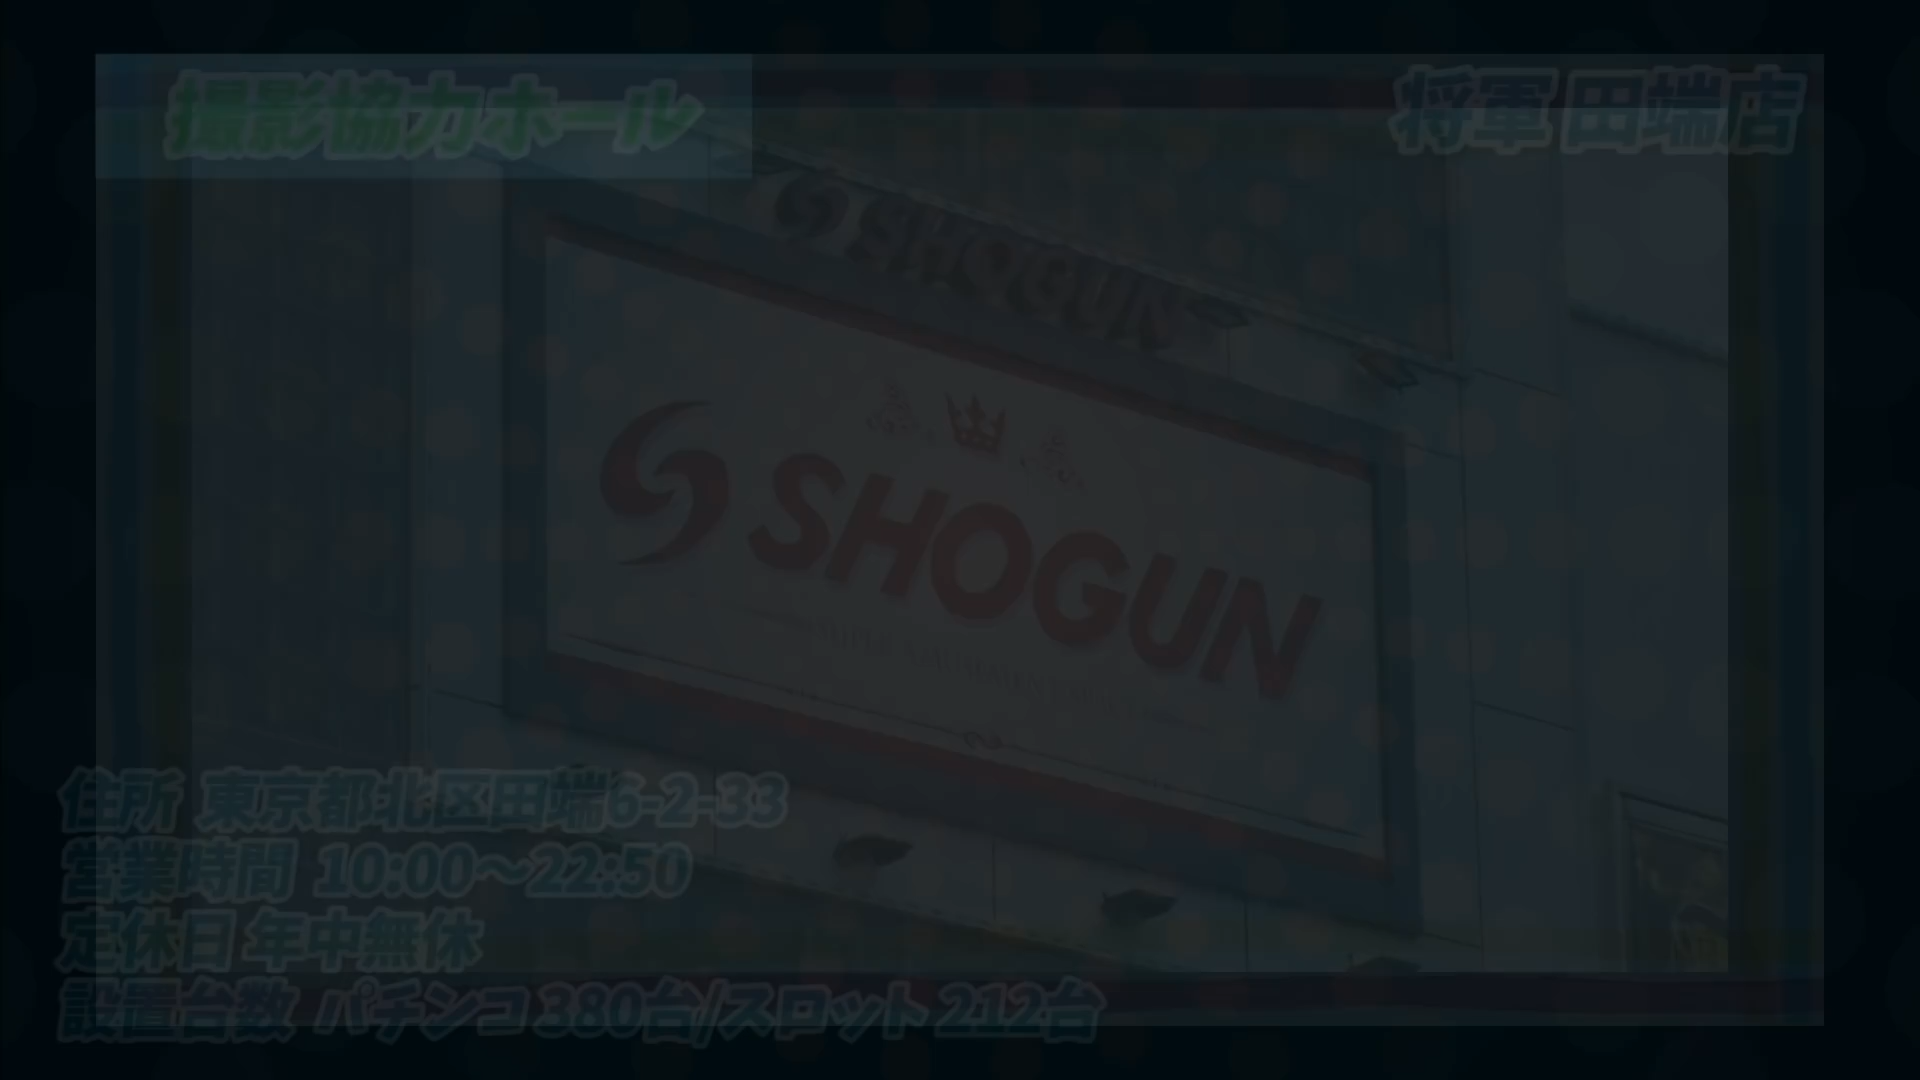 撮影協力ホール
将軍 田端店
SHOGUN
SHOGUN
住所 東京都北区田端6-2-33
営業時間 10:00～22:50
定休日 年中無休
設置台数 パチンコ 380台/スロット 212台